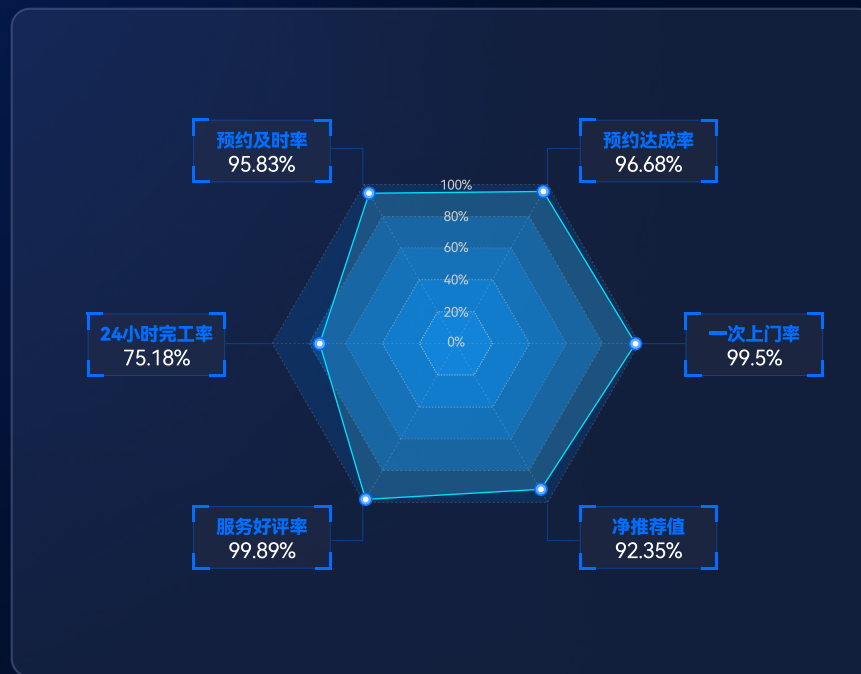 预约及时率
95.83%
预约达成率
96.68%
100%
80%
60%
40%
20%
0%
24小时完工率
75.18%
一次上门率
99.5%
服务好评率
99.89%
净推荐值
92.35%